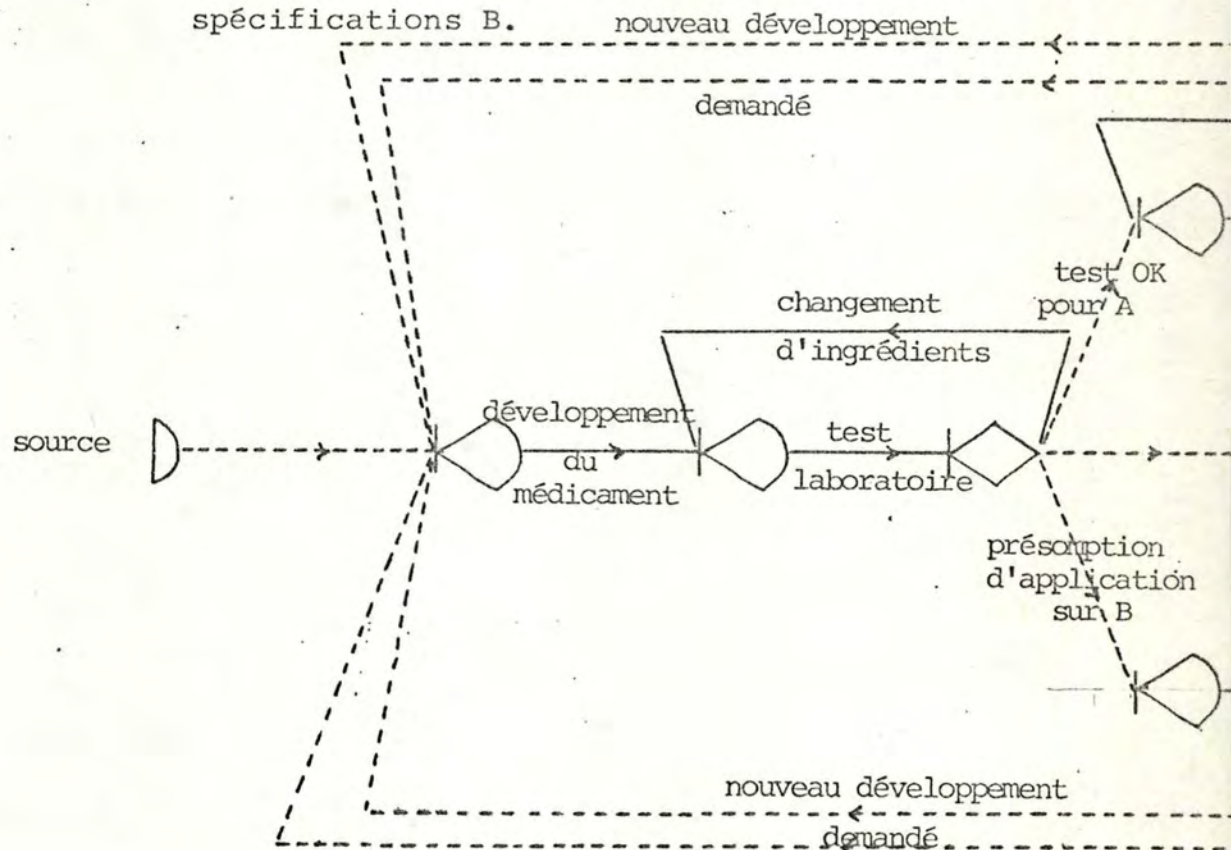 spécifications B.
nouveau développement
demandé
test OK
pour A
changement
d'ingrédients
source
développement
du
médicament
test
laboratoire
présomption
d'application
sur B
nouveau développement
demandé